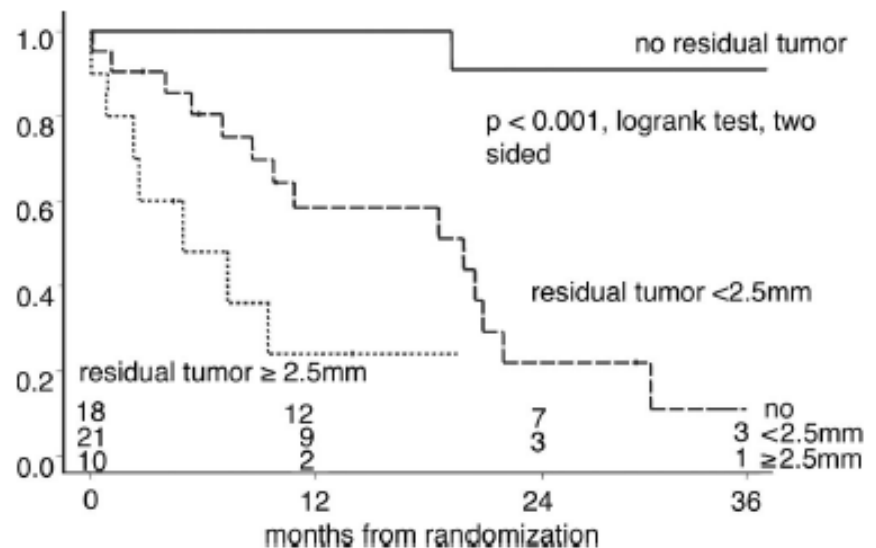 1.0
no residual tumor
p < 0.001, logrank test, two
sided
0.8
0.6
0.4
residual tumor <2.5mm
0.2
residual tumor ≥ 2.5mm
18 12 7 no
21 9 3 3 <2.5mm
0.0 10 2 1 ≥2.5mm
0 12 24 36
months from randomization